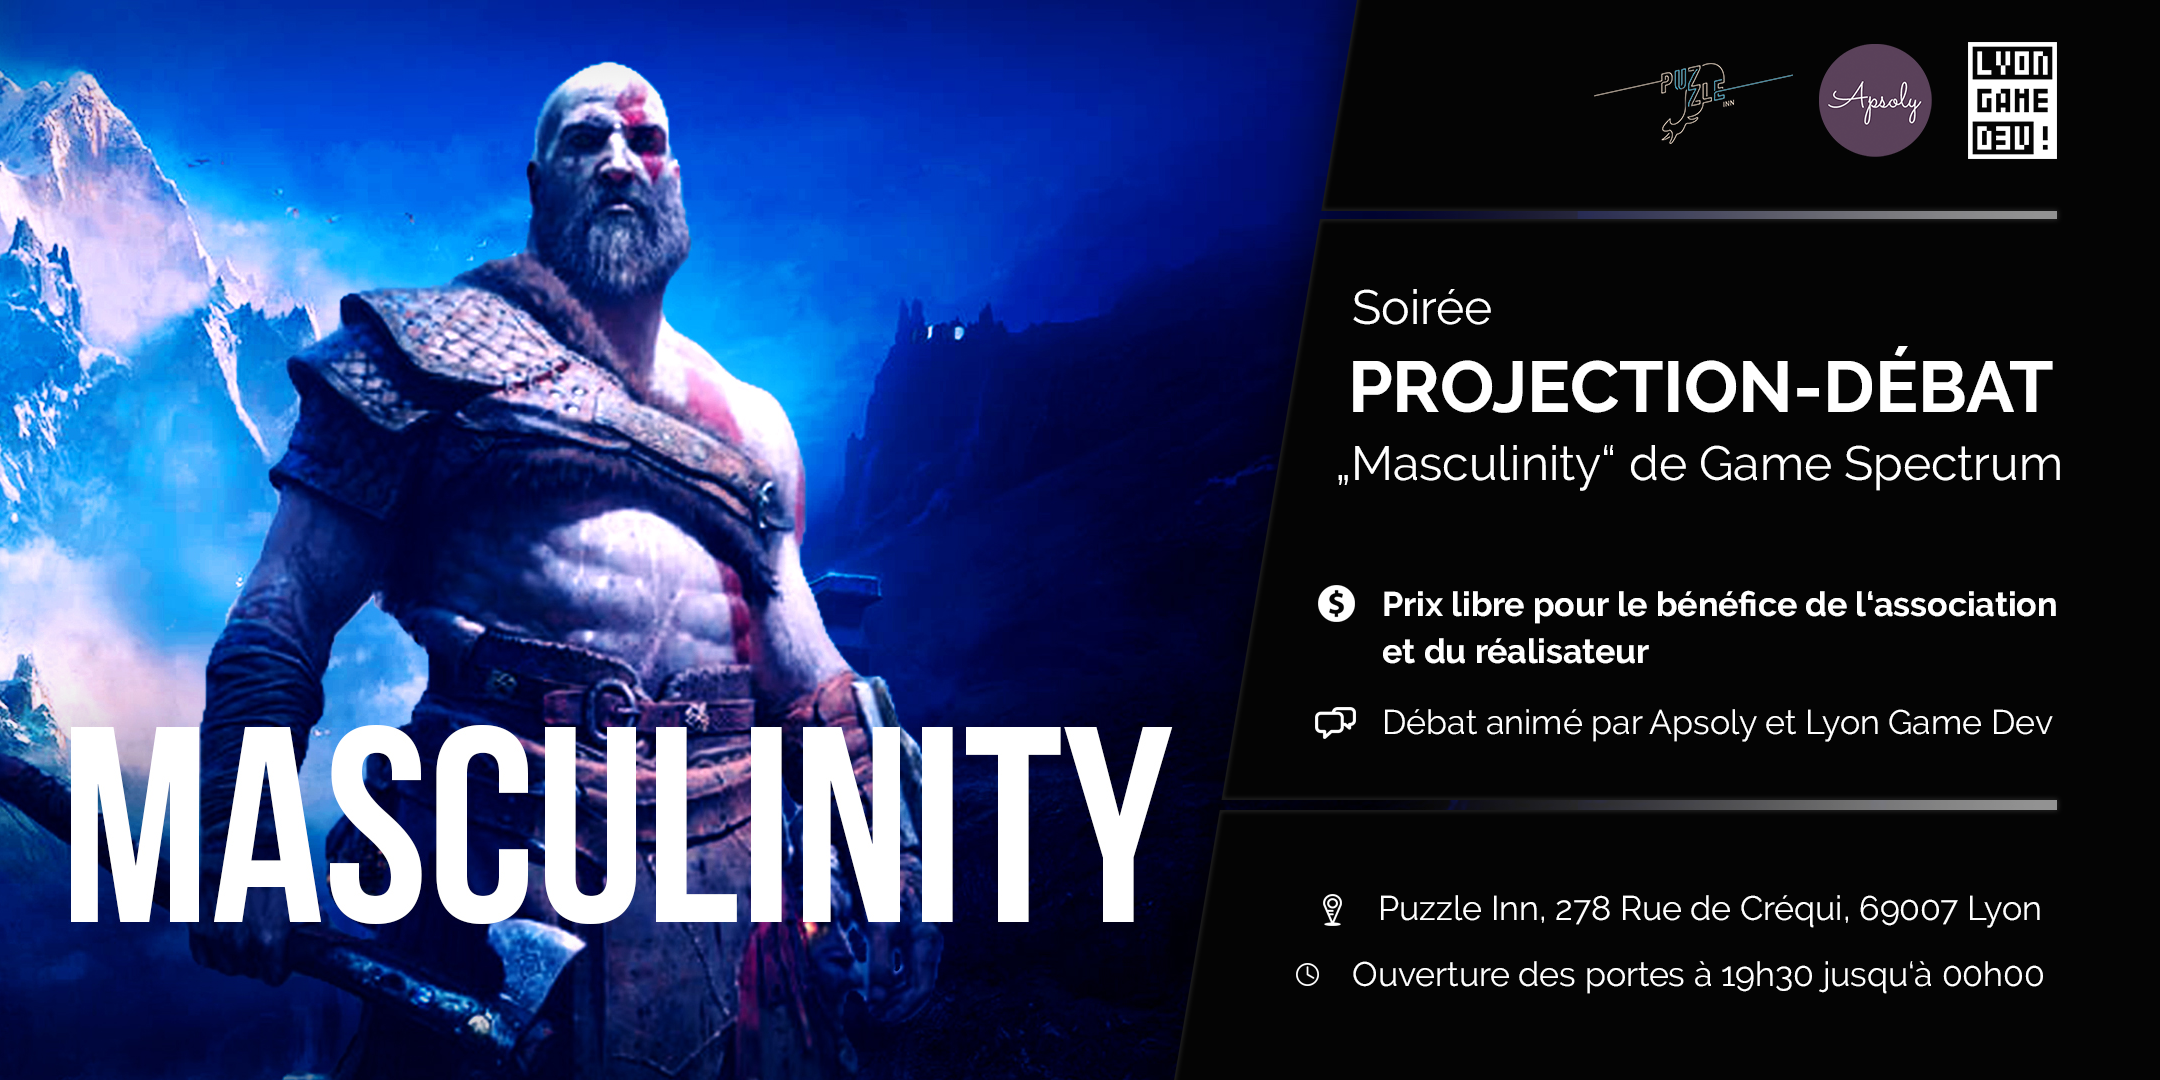 MASCULINITY
PUZ
ZLE
INN
Apsoly
LYON
GAME
DEV!
Soirée
PROJECTION-DÉBAT
„Masculinity“ de Game Spectrum
Prix libre pour le bénéfice de l‘association
et du réalisateur
Débat animé par Apsoly et Lyon Game Dev
Puzzle Inn, 278 Rue de Créqui, 69007 Lyon
Ouverture des portes à 19h30 jusqu‘à 00h00